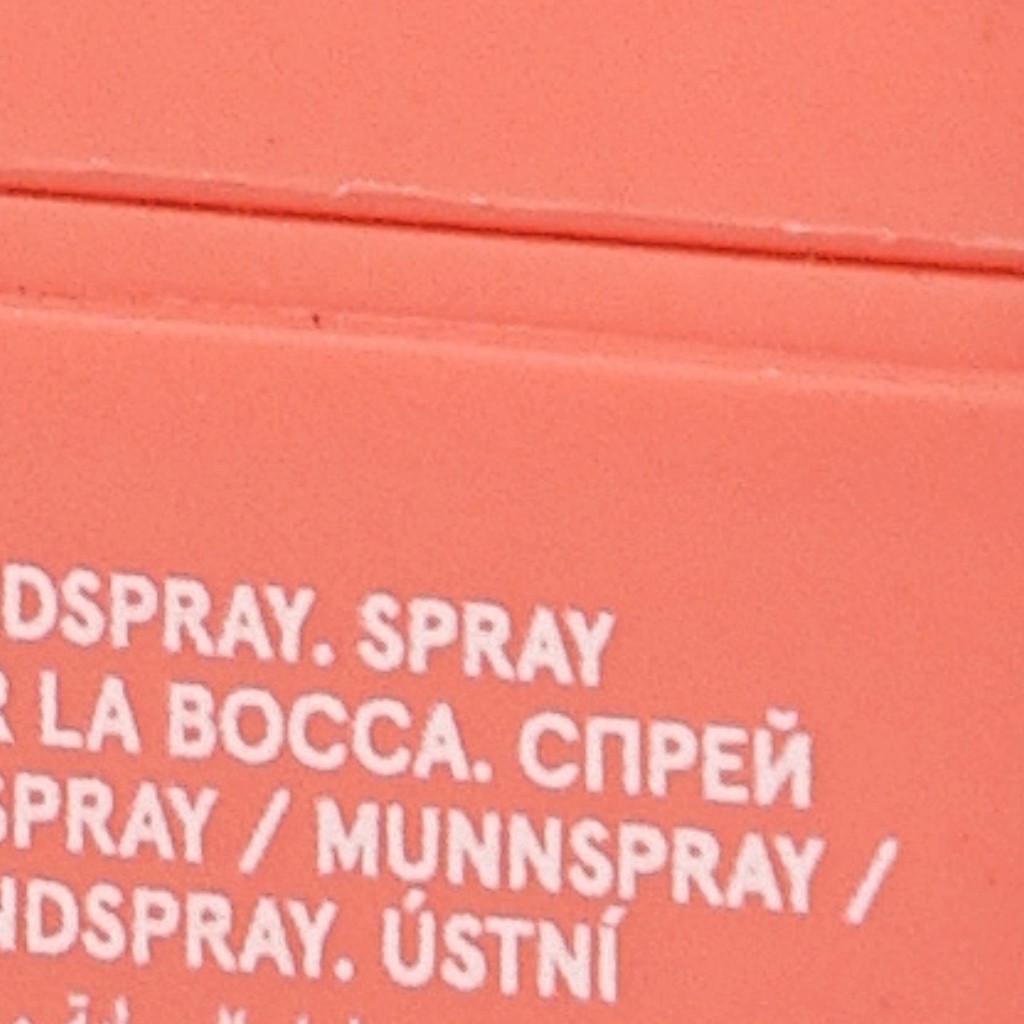 DSPRAY. SPRAY
R LA BOCCA. СПРЕЙ
SPRAY / MUNNSPRAY /
NDSPRAY. ÚSTNÍ